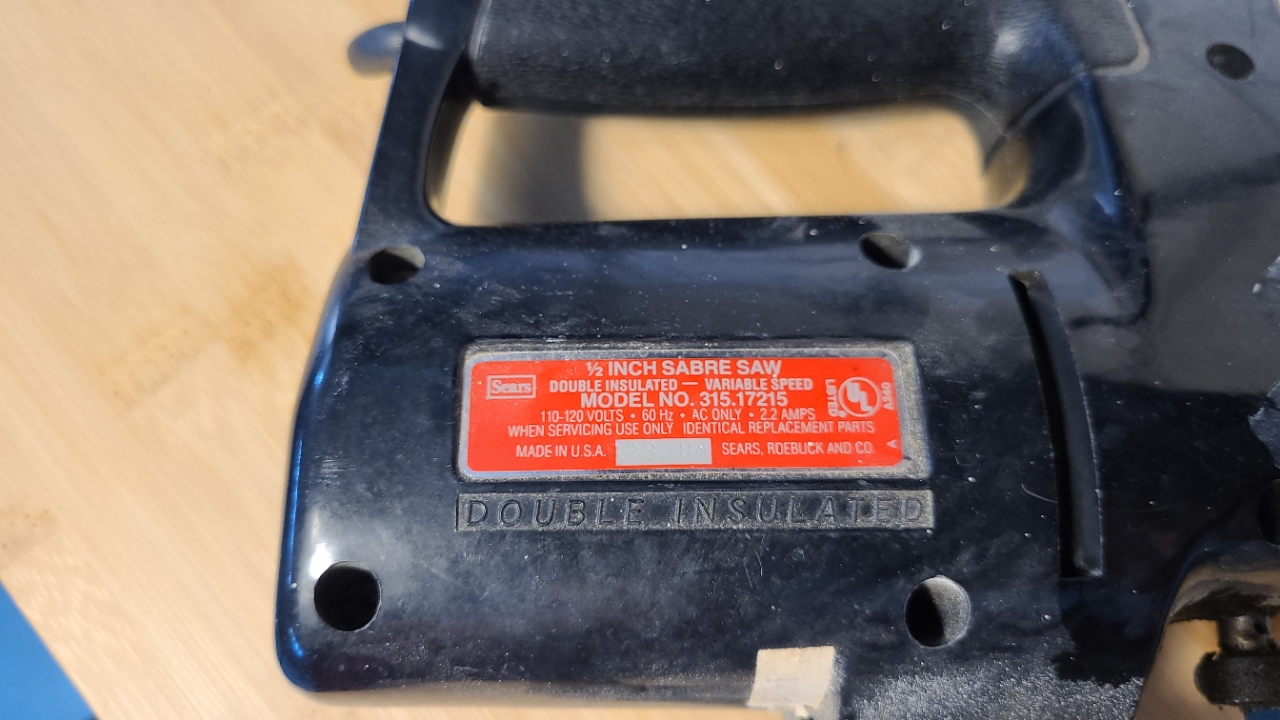 ½ INCH SABRE SAW
Sears
DOUBLE INSULATED — VARIABLE SPEED
MODEL NO. 315.17215
110-120 VOLTS • 60 Hz • AC ONLY • 2.2 AMPS
WHEN SERVICING USE ONLY IDENTICAL REPLACEMENT PARTS
MADE IN U.S.A. SEARS, ROEBUCK AND CO.
A
UL
LISTED
DOUBLE INSULATED